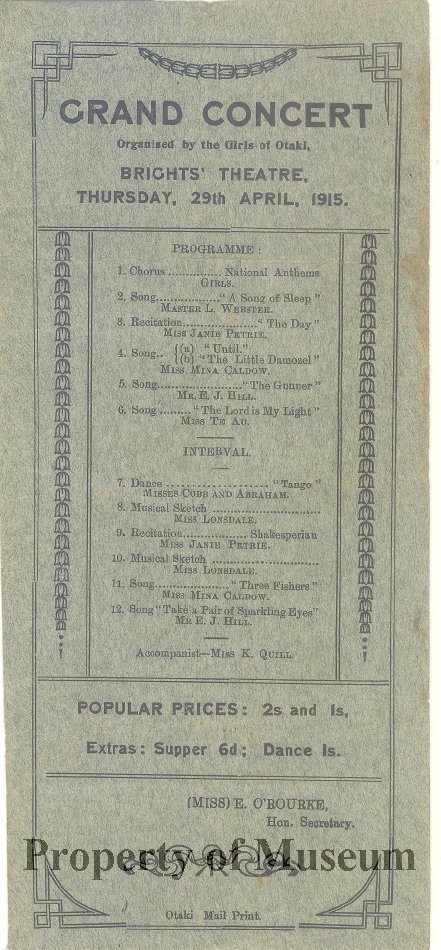 GRAND CONCERT
Organised by the Girls of Otaki,
BRIGHTS' THEATRE,
THURSDAY, 29th APRIL, 1915.
PROGRAMME:
1. Chorus .............. National Anthems
GIRLS.
2. Song.................." A Song of Sleep "
MASTER L. WEBSTER.
3. Recitation..................... " The Day "
MISS JANIE PETRIE.
4. Song.. {(a) " Until."
{(b) " The Little Damozel "
MISS MINA CALDOW.
5. Song........................" The Gunner "
MR. E. J. HILL.
6. Song ......... " The Lord is My Light "
MISS TE AU.
INTERVAL.
7. Dance ...................... " Tango "
MISSES COBB AND ABRAHAM.
8. Musical Sketch ..............................
MISS LONSDALE.
9. Recitation.................. Shakesperian
MISS JANIE PETRIE.
10. Musical Sketch ..............................
MISS LONSDALE.
11. Song....................." Three Fishers "
MISS MINA CALDOW.
12. Song "Take a Pair of Sparkling Eyes"
MR E. J. HILL.
Accompanist—MISS K. QUILL.
POPULAR PRICES: 2s and 1s.
Extras: Supper 6d; Dance 1s.
(MISS) E. O'ROURKE,
Hon. Secretary.
Property of Museum
Otaki Mail Print.